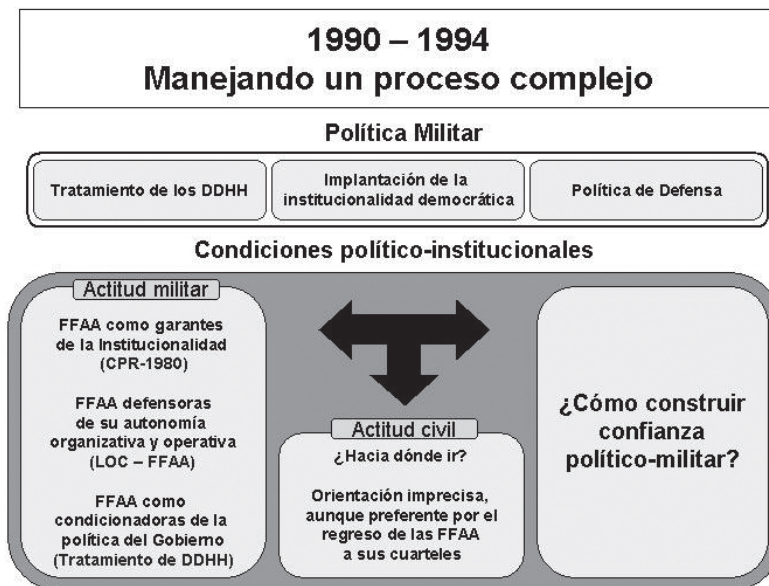 1990 – 1994
Manejando un proceso complejo
Política Militar
Tratamiento de los DDHH
Implantación de la
institucionalidad democrática
Política de Defensa
Condiciones político-institucionales
Actitud militar
FFAA como garantes
de la Institucionalidad
(CPR-1980)
FFAA defensoras
de su autonomía
organizativa y operativa
(LOC – FFAA)
FFAA como
condicionadoras de la
política del Gobierno
(Tratamiento de DDHH)
Actitud civil
¿Hacia dónde ir?
Orientación imprecisa,
aunque preferente por el
regreso de las FFAA
a sus cuarteles
¿Cómo construir
confianza
político-militar?